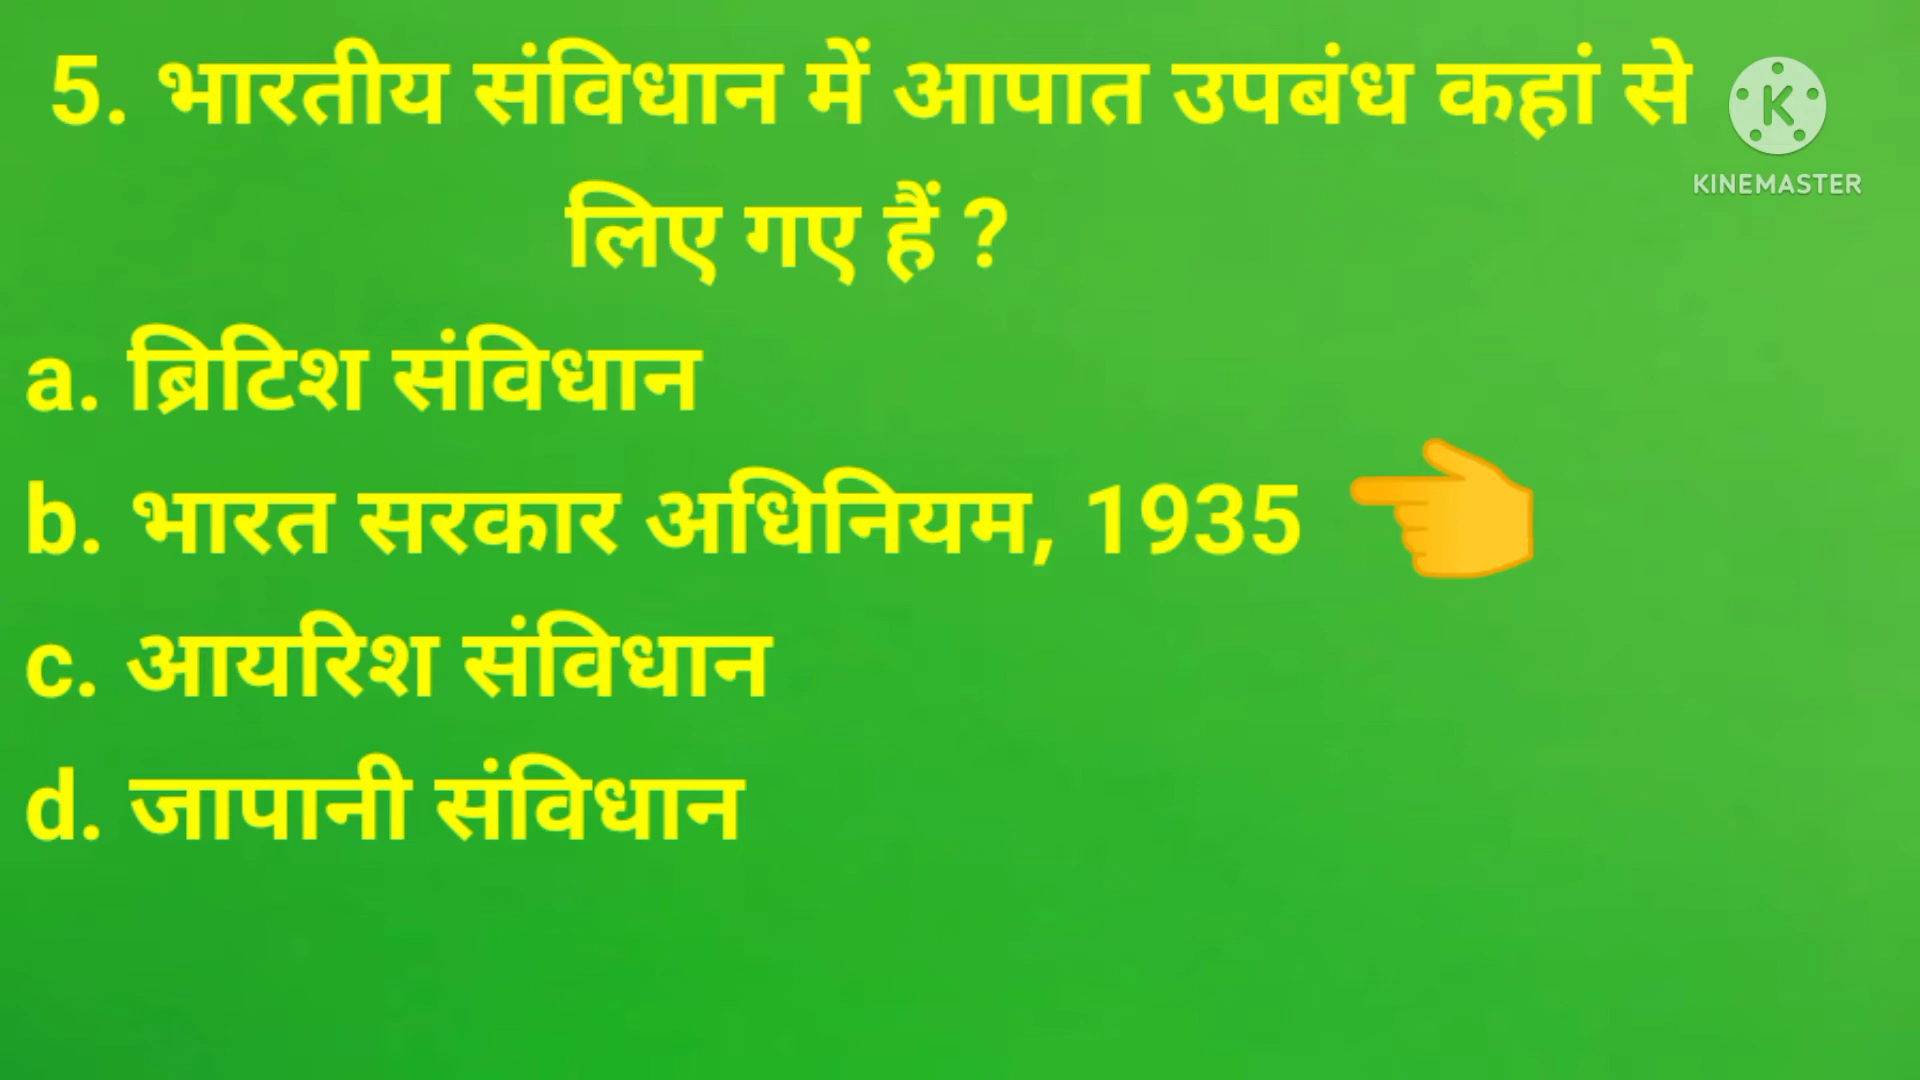 5. भारतीय संविधान में आपात उपबंध कहां से
लिए गए हैं ?
KINEMASTER
a. ब्रिटिश संविधान
b. भारत सरकार अधिनियम, 1935
c. आयरिश संविधान
d. जापानी संविधान